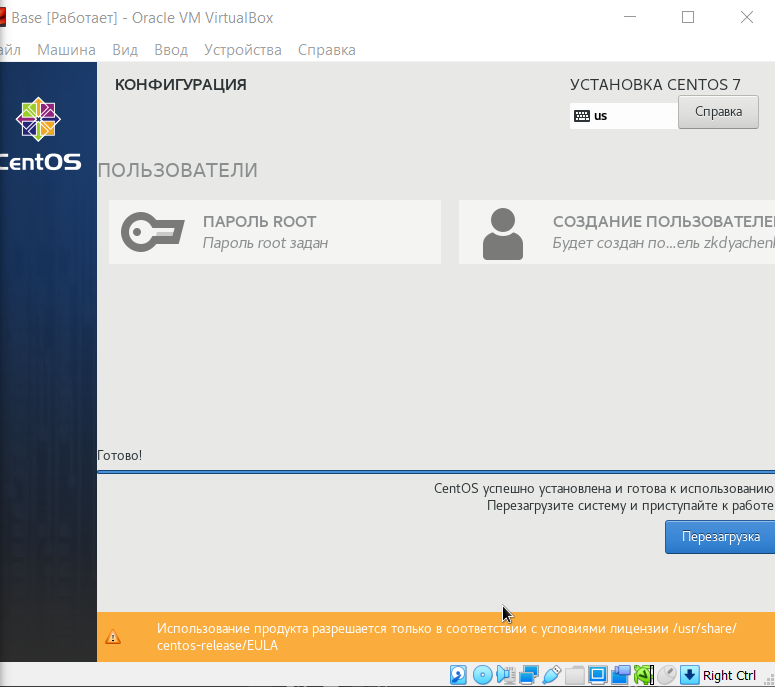 Base [Работает] - Oracle VM VirtualBox
айл Машина Вид Ввод Устройства Справка
КОНФИГУРАЦИЯ
УСТАНОВКА CENTOS 7
us
Справка
CentOS
ПОЛЬЗОВАТЕЛИ
ПАРОЛЬ ROOT
Пароль root задан
СОЗДАНИЕ ПОЛЬЗОВАТЕЛЕ
Будет создан по...ель zkdyachen
Готово!
CentOS успешно установлена и готова к использованию
Перезагрузите систему и приступайте к работе
Перезагрузка
Использование продукта разрешается только в соответствии с условиями лицензии /usr/share/
centos-release/EULA
Right Ctrl